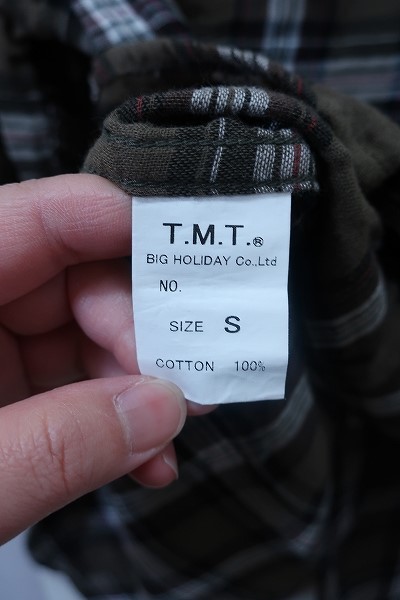 T.M.T.®
BIG HOLIDAY Co.,Ltd
NO.
SIZE S
COTTON 100%